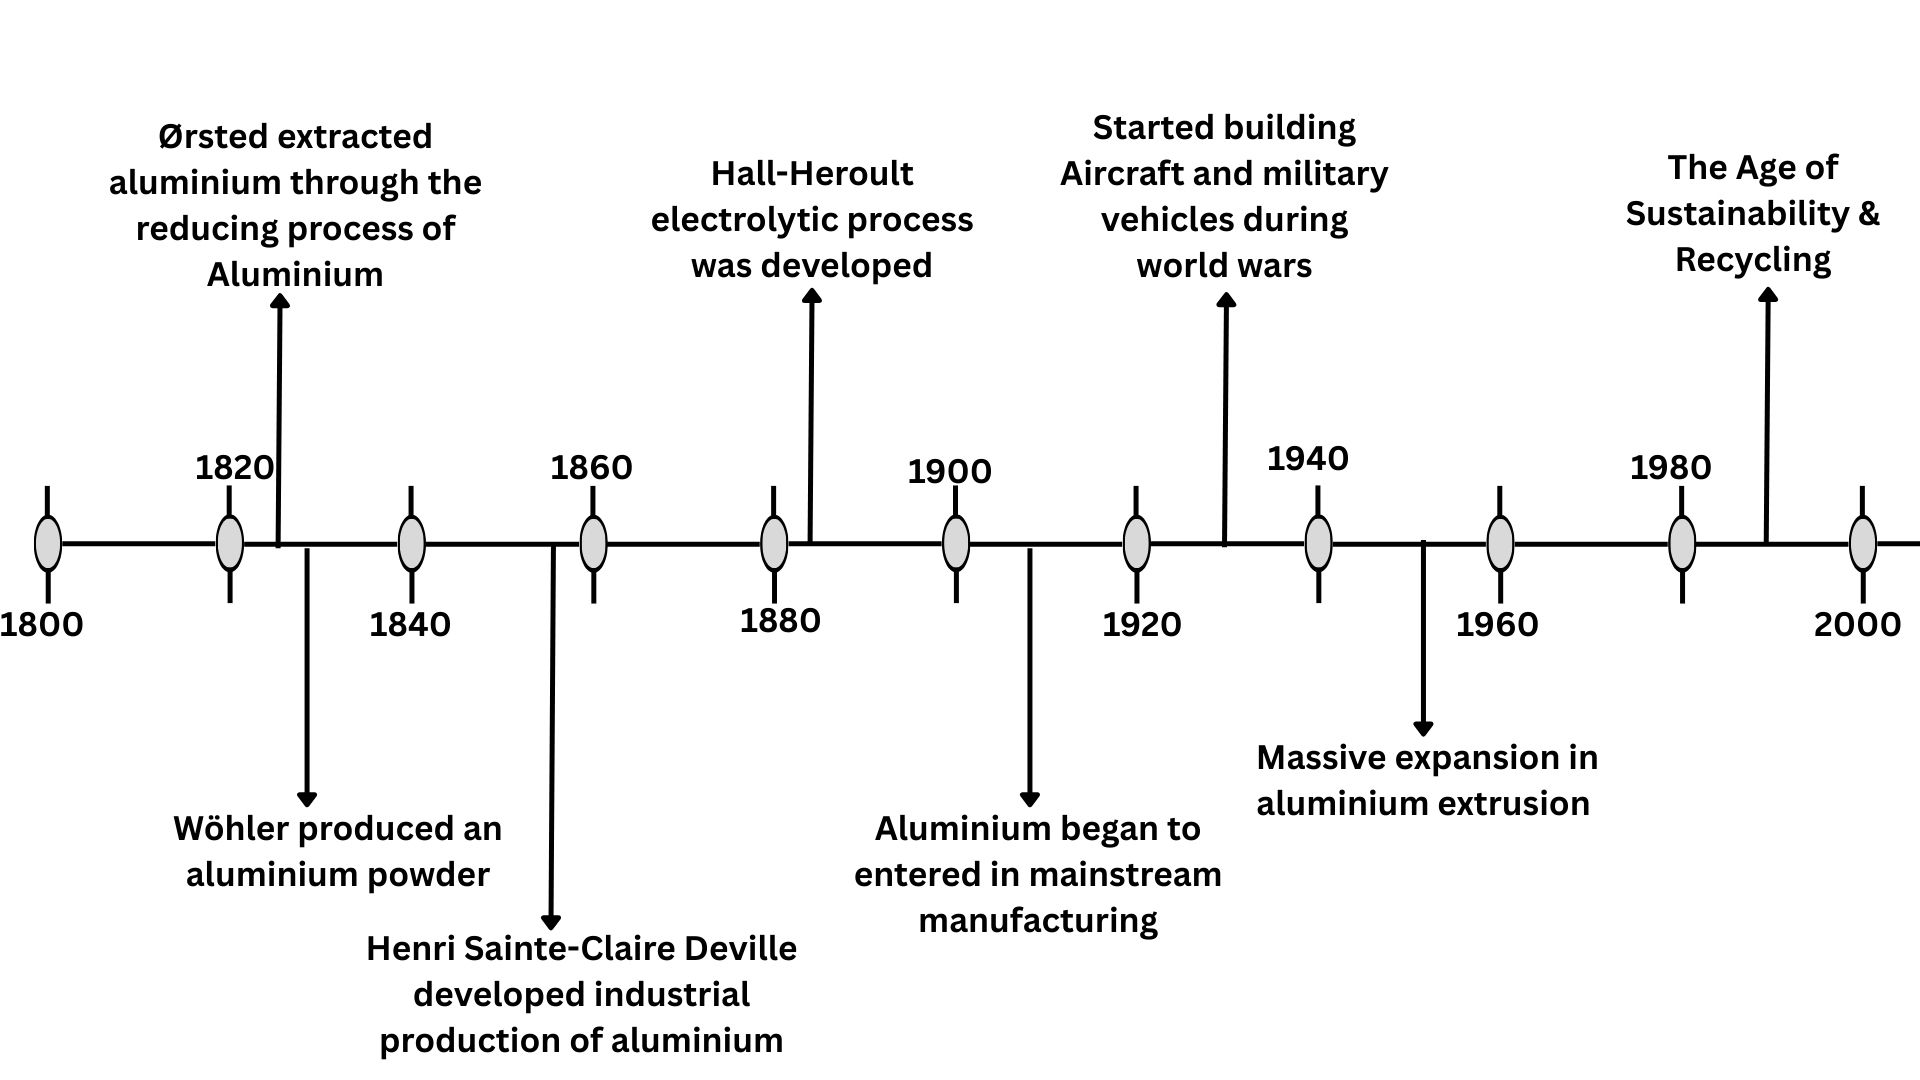 Ørsted extracted
aluminium through the
reducing process of
Aluminium
Hall-Heroult
electrolytic process
was developed
Started building
Aircraft and military
vehicles during
world wars
The Age of
Sustainability &
Recycling
1820
1860
1900
1940
1980
1800
1840
1880
1920
1960
2000
Wöhler produced an
aluminium powder
Henri Sainte-Claire Deville
developed industrial
production of aluminium
Aluminium began to
entered in mainstream
manufacturing
Massive expansion in
aluminium extrusion